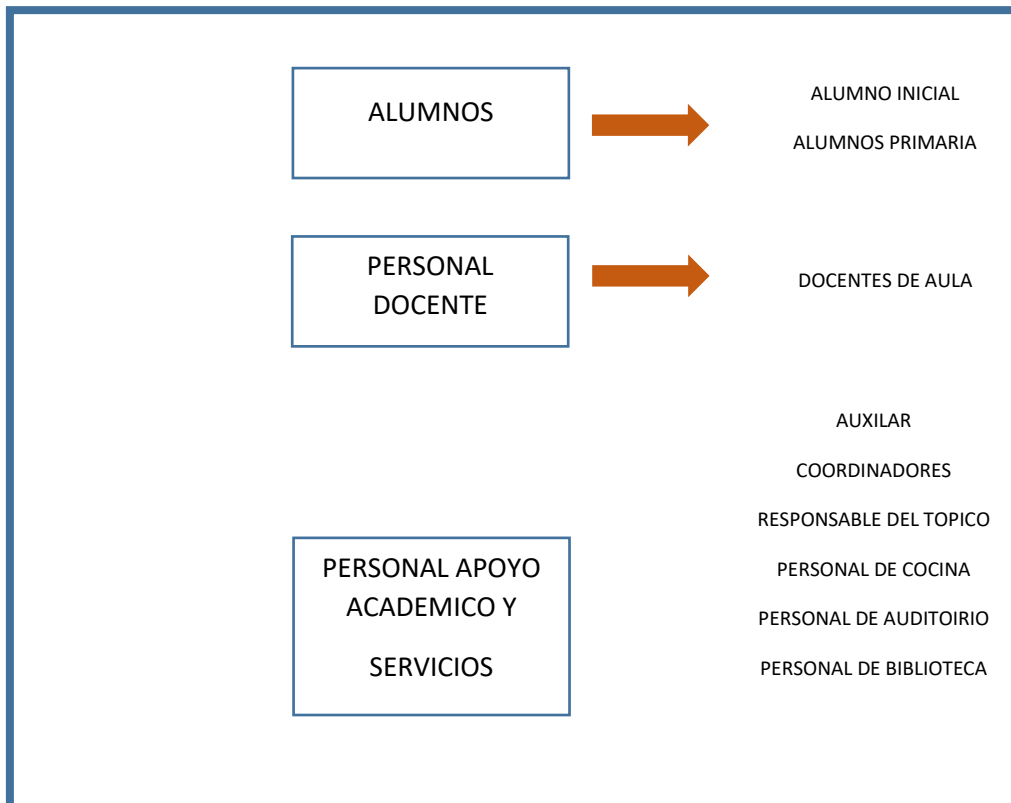 ALUMNOS
ALUMNO INICIAL
ALUMNOS PRIMARIA
PERSONAL
DOCENTE
DOCENTES DE AULA
PERSONAL APOYO
ACADEMICO Y
SERVICIOS
AUXILAR
COORDINADORES
RESPONSABLE DEL TOPICO
PERSONAL DE COCINA
PERSONAL DE AUDITOIRIO
PERSONAL DE BIBLIOTECA